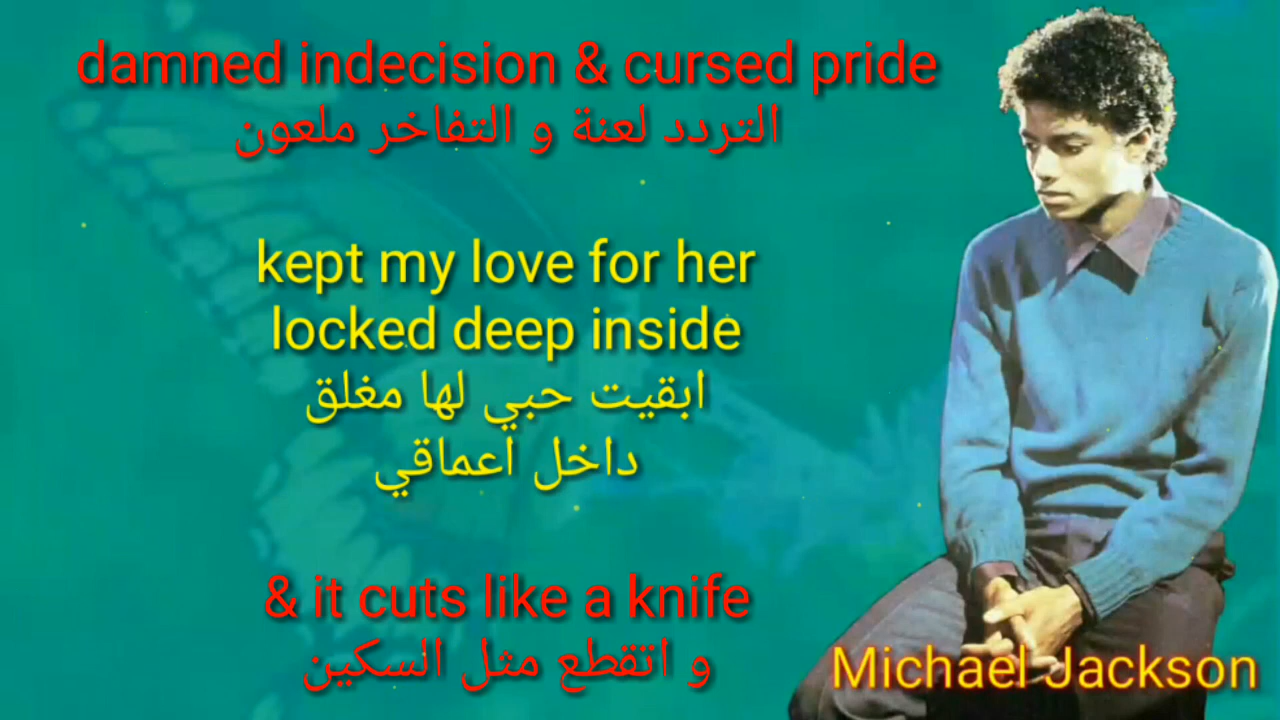 damned indecision & cursed pride
التردد لعنة و التفاخر ملعون
kept my love for her
locked deep inside
ابقيت حبي لها مغلق
داخل اعماقي
& it cuts like a knife
و اتقطع مثل السكين
Michael Jackson